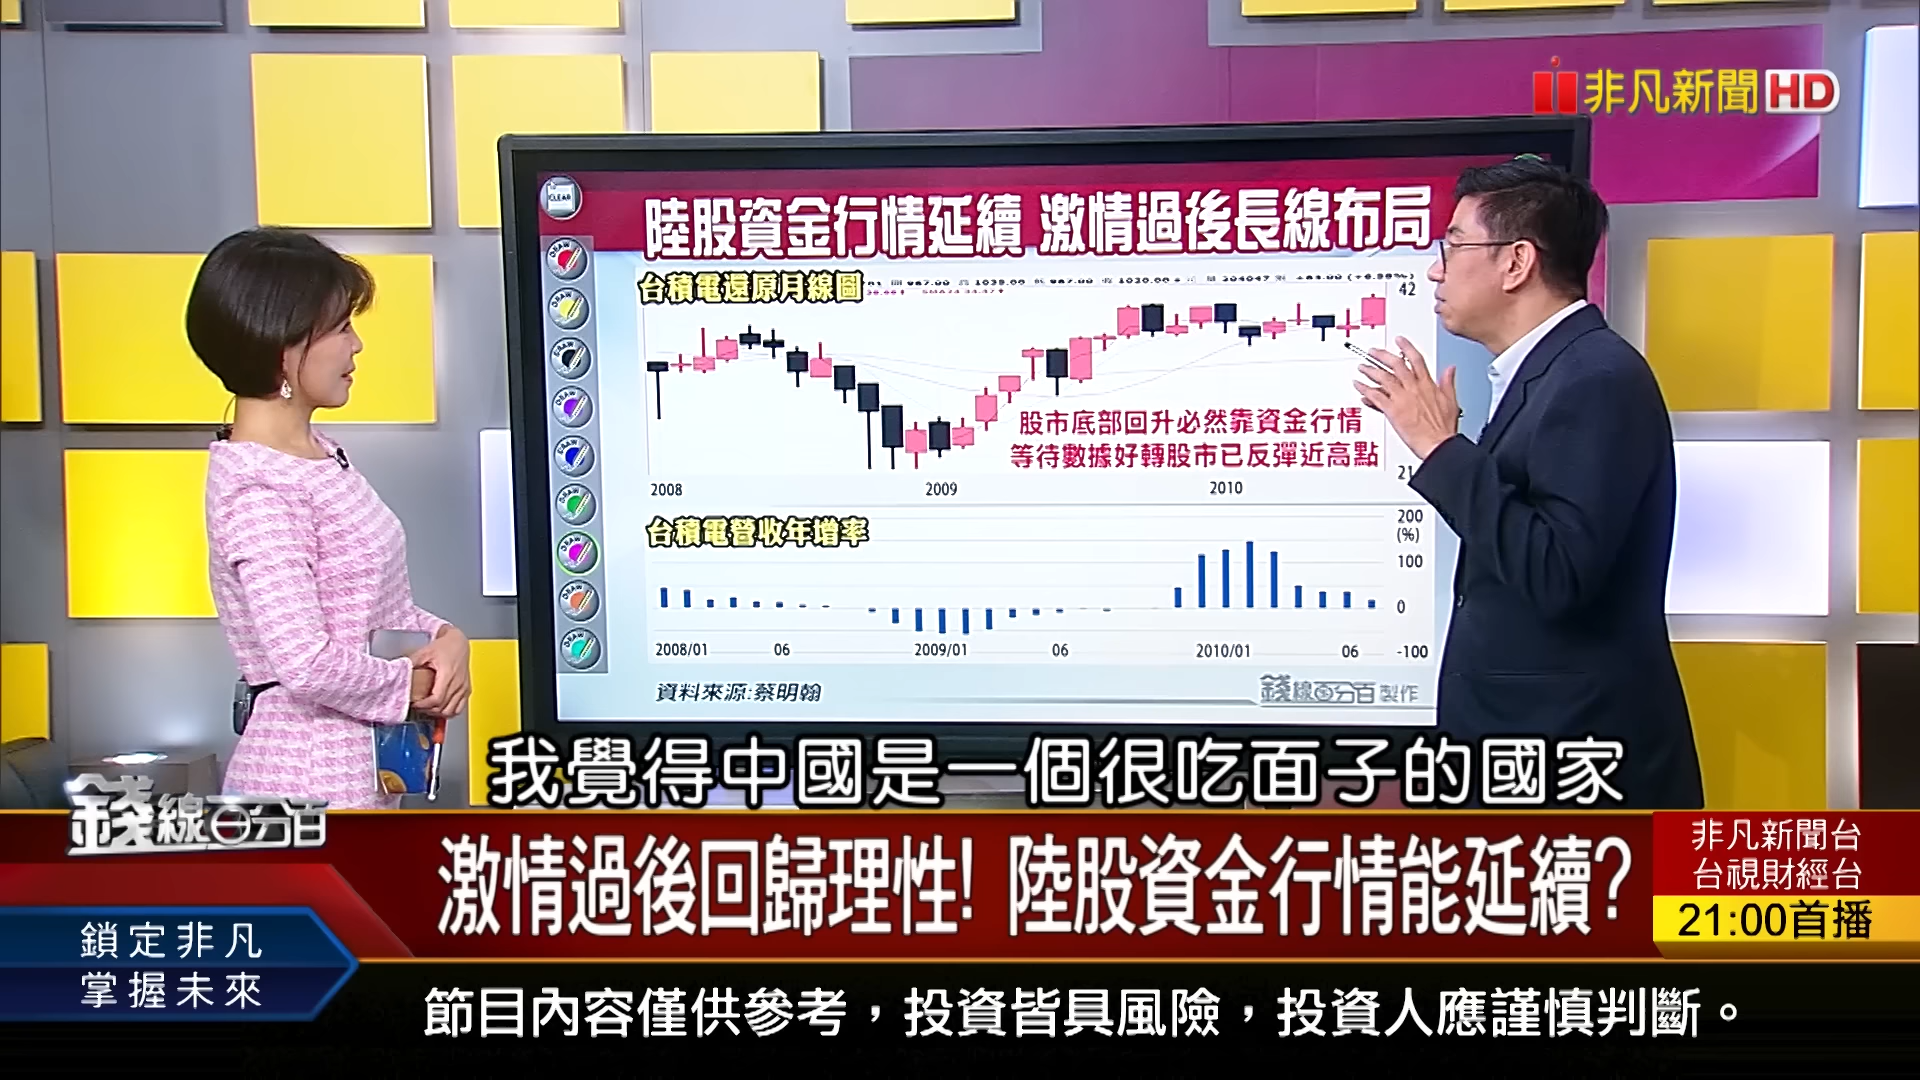 非凡新聞HD
CLEAR
陸股資金行情延續 激情過後長線布局
台積電還原月線圖
42
股市底部回升必然靠資金行情
等待數據好轉股市已反彈近高點
21
2008 2009 2010
台積電營收年增率
200
(%)
100
0
-100
2008/01 06 2009/01 06 2010/01 06
資料來源:蔡明翰
錢線百分百 製作
我覺得中國是一個很吃面子的國家
錢線百分百
激情過後回歸理性! 陸股資金行情能延續?
非凡新聞台
台視財經台
21:00首播
鎖定非凡
掌握未來
節目內容僅供參考，投資皆具風險，投資人應謹慎判斷。